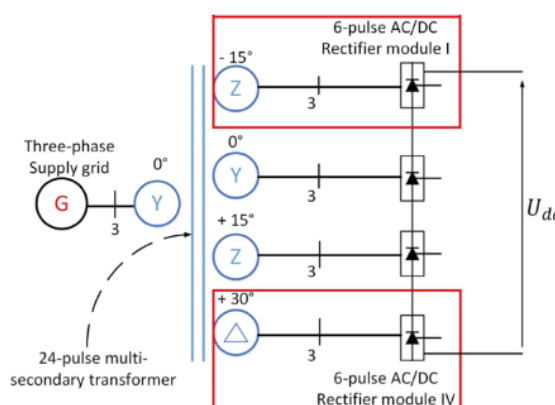 6-pulse AC/DC
Rectifier module I
- 15°
Z
3
Three-phase
Supply grid
0°
G
Y
3
0°
Y
3
+ 15°
Z
3
+ 30°
3
24-pulse multi-
secondary transformer
6-pulse AC/DC
Rectifier module IV